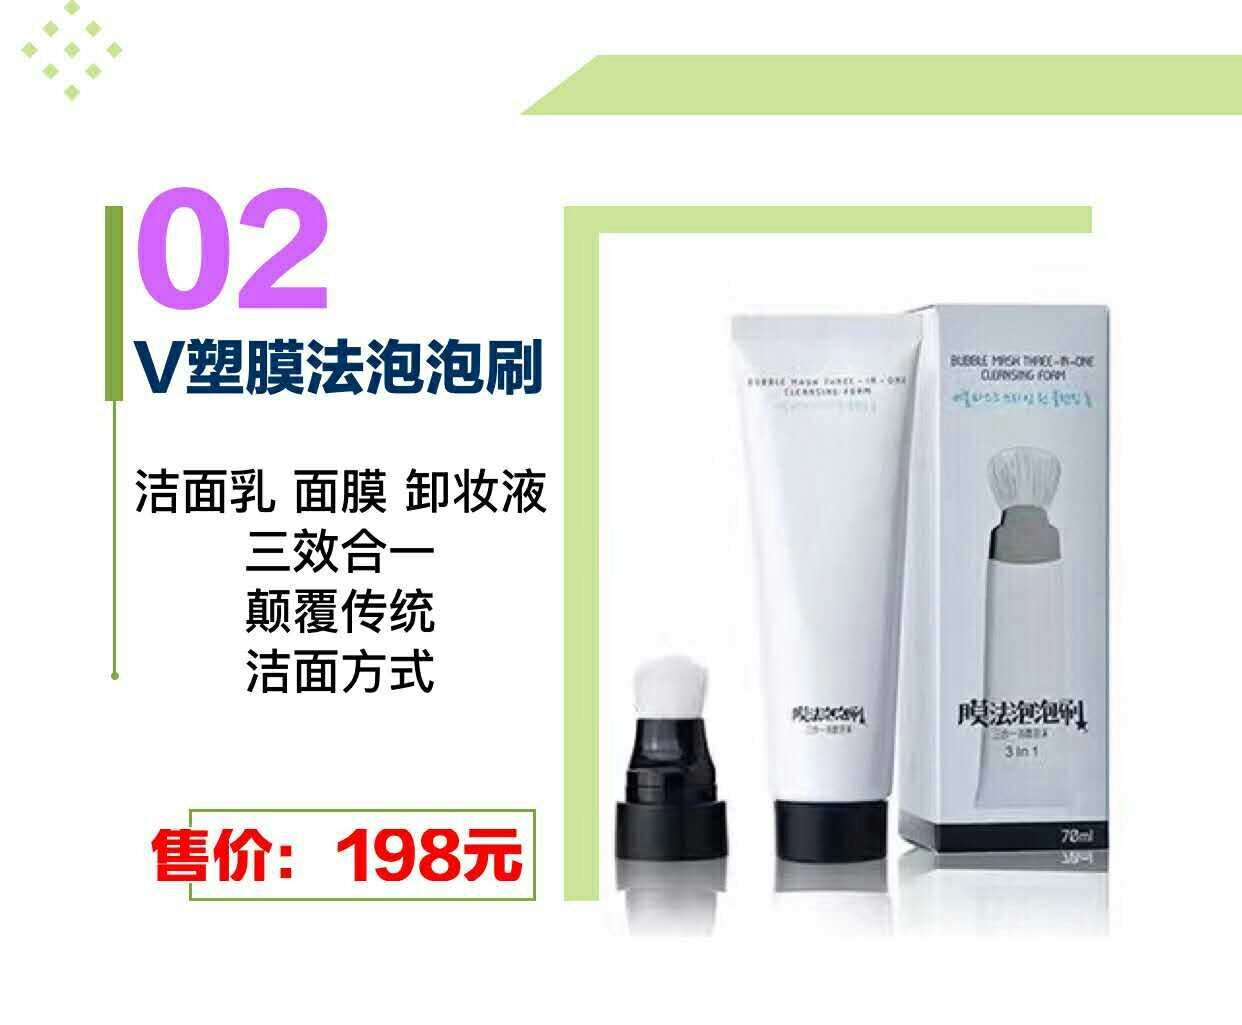 02
V塑膜法泡泡刷
洁面乳 面膜 卸妆液
三效合一
颠覆传统
洁面方式
售价：198元
BUBBLE MASK THREE-IN-ONE
CLEANSING FOAM
膜法泡泡刷
BUBBLE MASK THREE-IN-ONE
CLEANSING FOAM
膜法泡泡刷
3 In 1
70ml